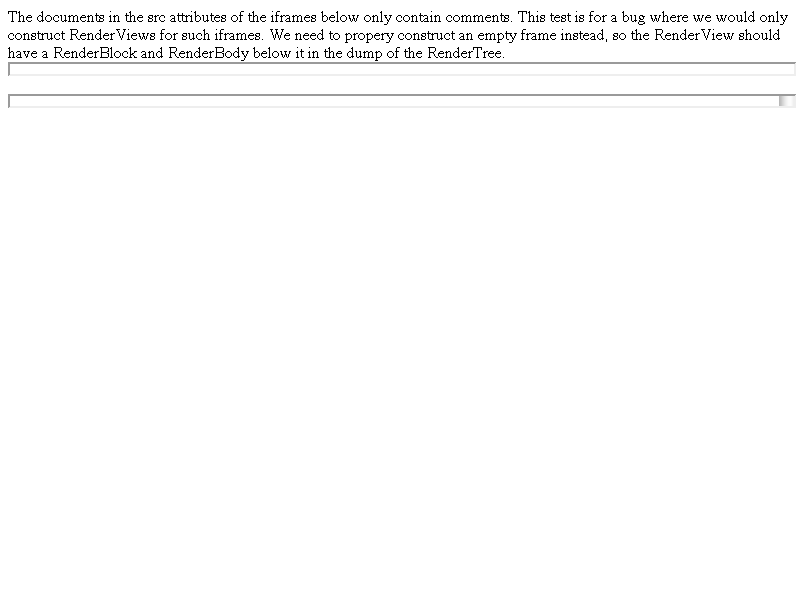 The documents in the src attributes of the iframes below only contain comments. This test is for a bug where we would only
construct RenderViews for such iframes. We need to propery construct an empty frame instead, so the RenderView should
have a RenderBlock and RenderBody below it in the dump of the RenderTree.